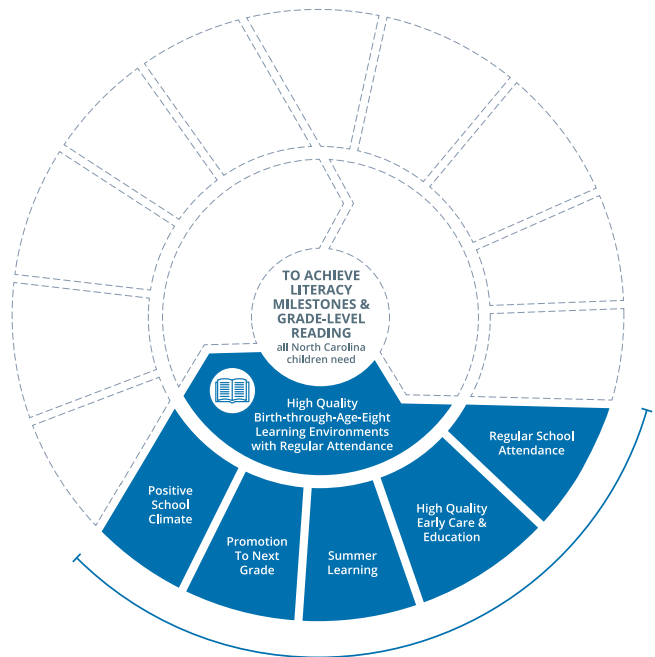 TO ACHIEVE
LITERACY
MILESTONES &
GRADE-LEVEL
READING
all North Carolina
children need
High Quality
Birth-through-Age-Eight
Learning Environments
with Regular Attendance
Positive
School
Climate
Promotion
To Next
Grade
Summer
Learning
High Quality
Early Care &
Education
Regular School
Attendance